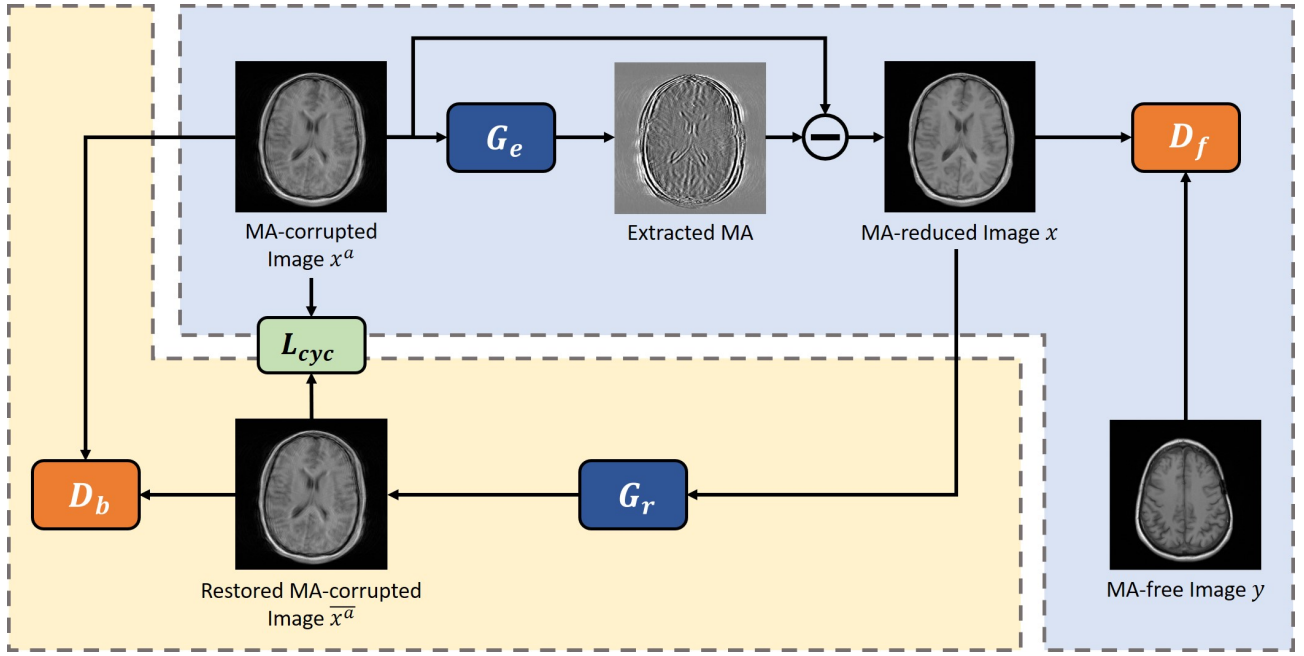 G_e
D_f
MA-corrupted
Image x^a
Extracted MA
MA-reduced Image x
L_cyc
D_b
G_r
Restored MA-corrupted
Image \overline{x^a}
MA-free Image y